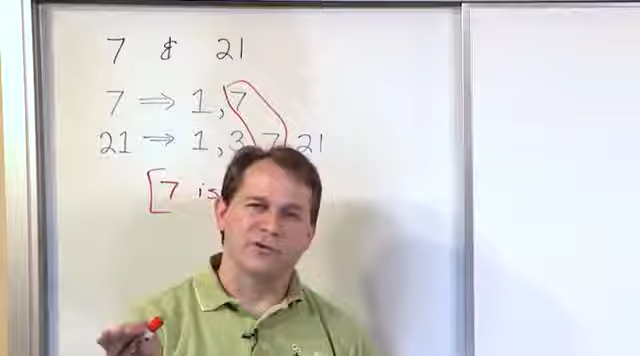 7 & 21
7 ⇒ 1, 7
21 → 1, 3, 7, 21
[7 is